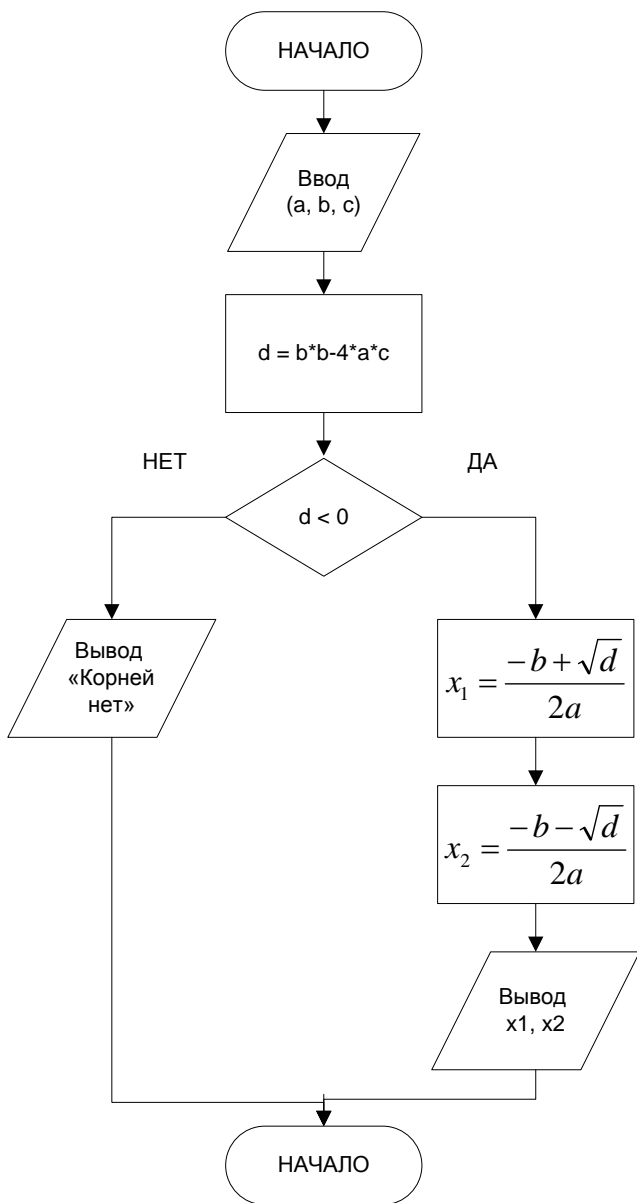 НАЧАЛО
Ввод
(a, b, c)
d = b*b-4*a*c
НЕТ
ДА
d < 0
Вывод
«Корней
нет»
x₁ = (-b + √d) / 2a
x₂ = (-b - √d) / 2a
Вывод
x1, x2
НАЧАЛО